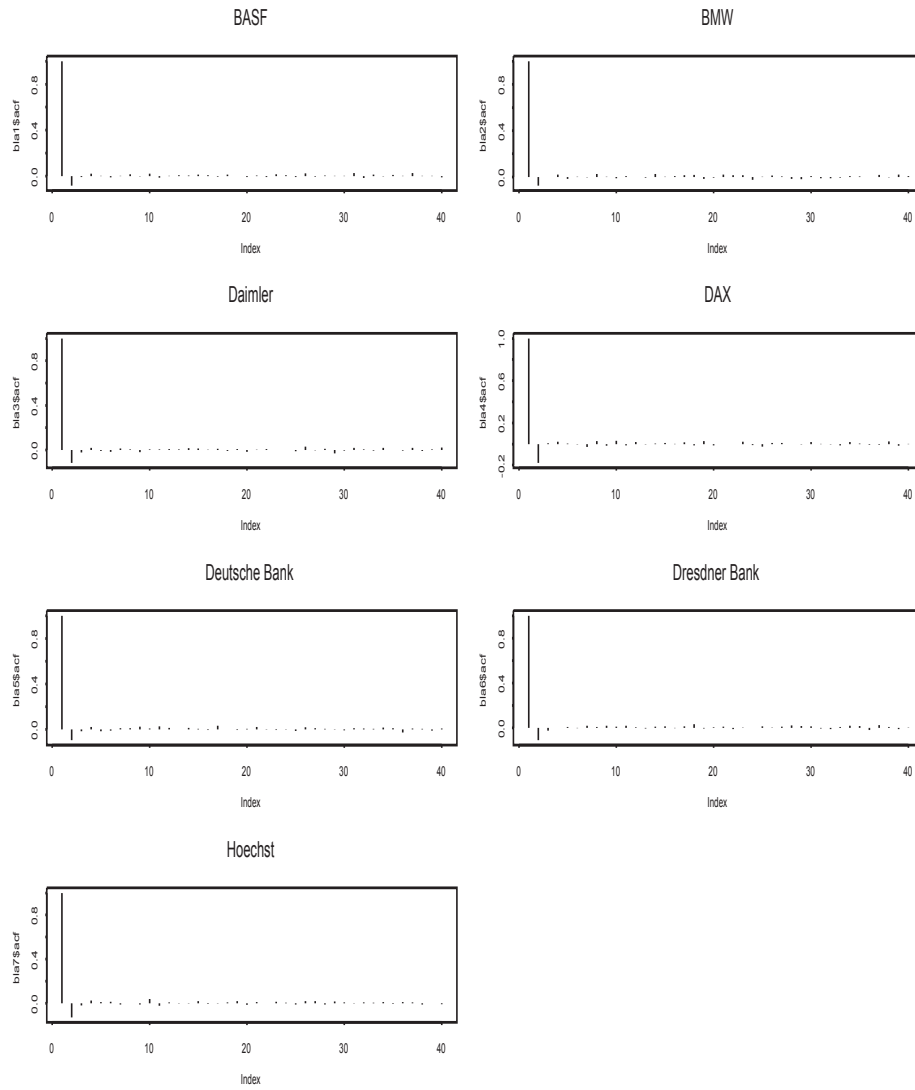 BASF
bla1$acf
0.8
0.4
0.0
0 10 20 30 40
Index
BMW
bla2$acf
0.8
0.4
0.0
0 10 20 30 40
Index
Daimler
bla3$acf
0.8
0.4
0.0
0 10 20 30 40
Index
DAX
bla4$acf
1.0
0.6
0.2
-0.2
0 10 20 30 40
Index
Deutsche Bank
bla5$acf
0.8
0.4
0.0
0 10 20 30 40
Index
Dresdner Bank
bla6$acf
0.8
0.4
0.0
0 10 20 30 40
Index
Hoechst
bla7$acf
0.8
0.4
0.0
0 10 20 30 40
Index